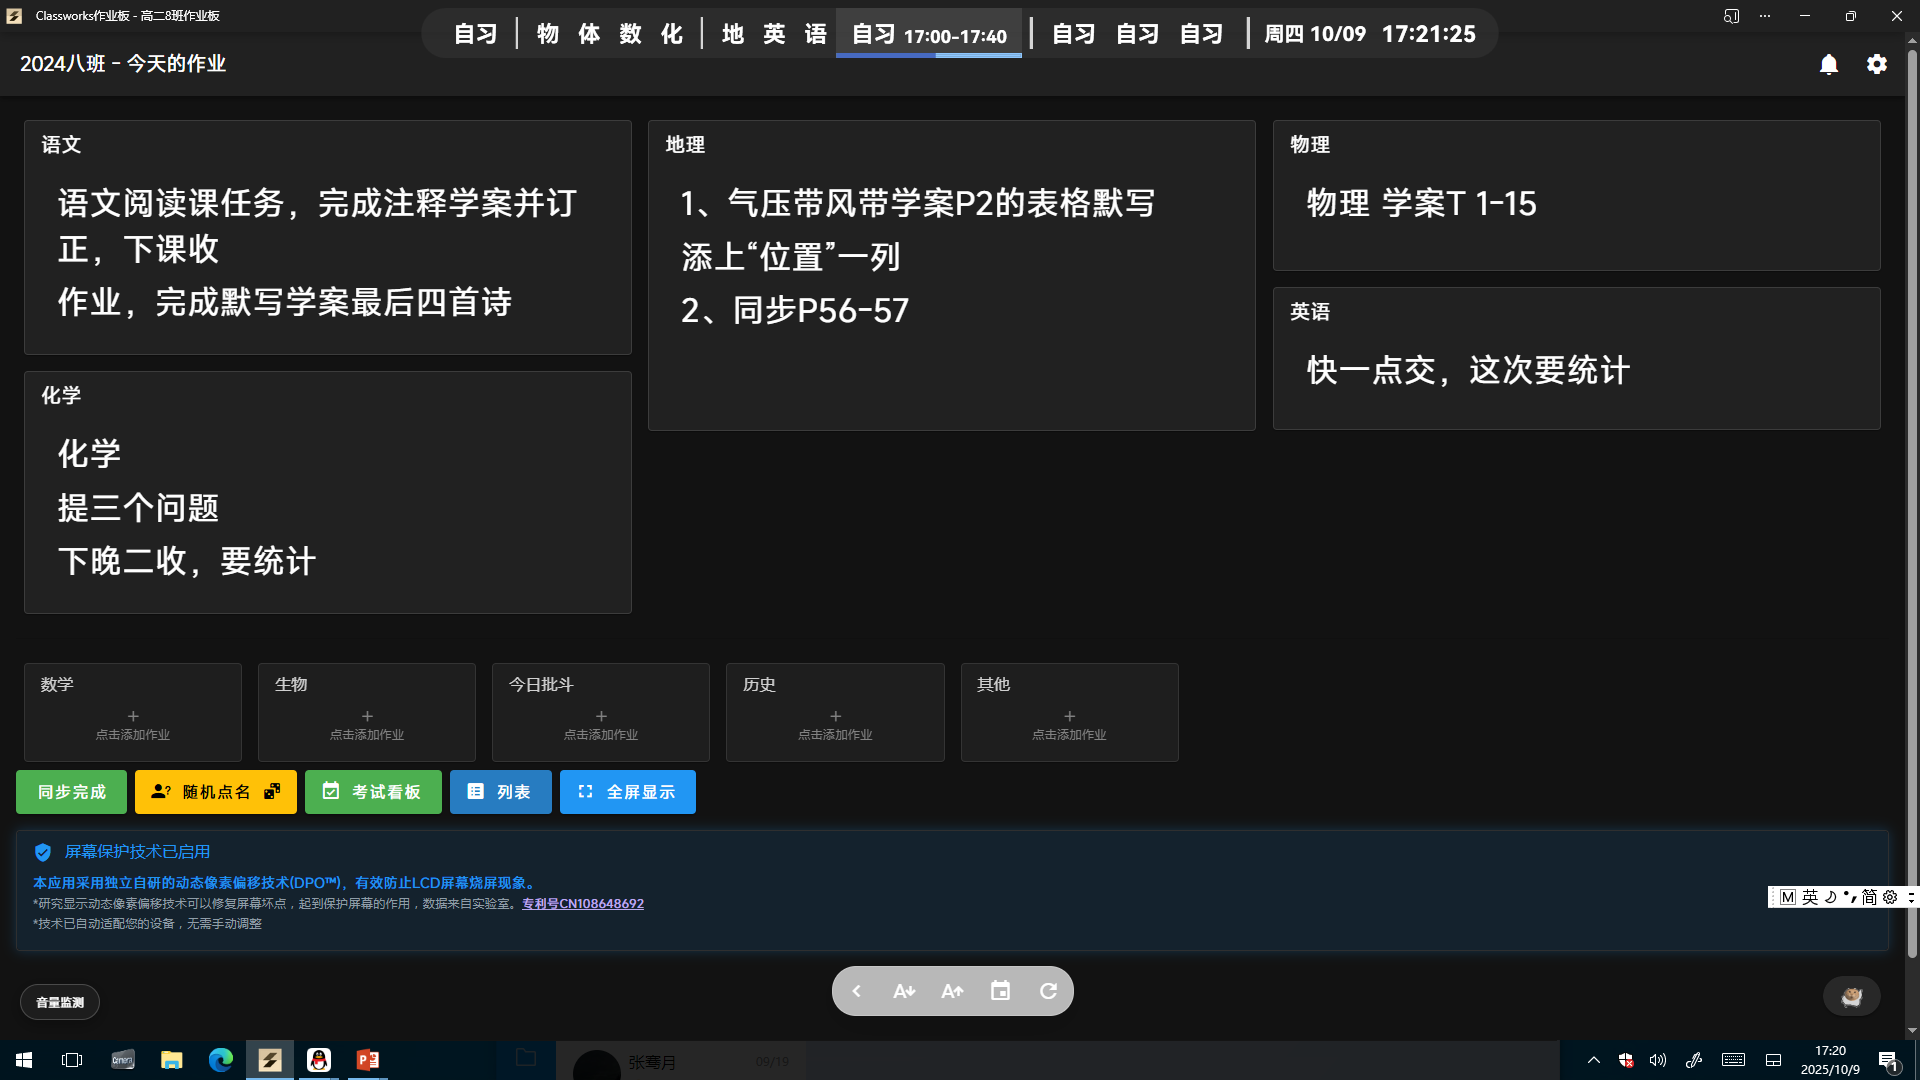 Classworks作业板 - 高二8班作业板
自习 | 物 体 数 化 | 地 英 语 自习 17:00-17:40 | 自习 自习 自习 | 周四 10/09 17:21:25
2024八班 - 今天的作业
语文
语文阅读课任务，完成注释学案并订
正，下课收
作业，完成默写学案最后四首诗
地理
1、气压带风带学案P2的表格默写
添上“位置”一列
2、同步P56-57
物理
物理 学案T 1-15
英语
快一点交，这次要统计
化学
化学
提三个问题
下晚二收，要统计
数学
点击添加作业
生物
点击添加作业
今日批斗
点击添加作业
历史
点击添加作业
其他
点击添加作业
同步完成
随机点名
考试看板
列表
全屏显示
屏幕保护技术已启用
本应用采用独立自研的动态像素偏移技术(DPO™)，有效防止LCD屏幕烧屏现象。
*研究显示动态像素偏移技术可以修复屏幕坏点，起到保护屏幕的作用，数据来自实验室。专利号CN108648692
*技术已自动适配您的设备，无需手动调整
M 英 简
音量监测
张骞月 09/19
17:20
2025/10/9
1